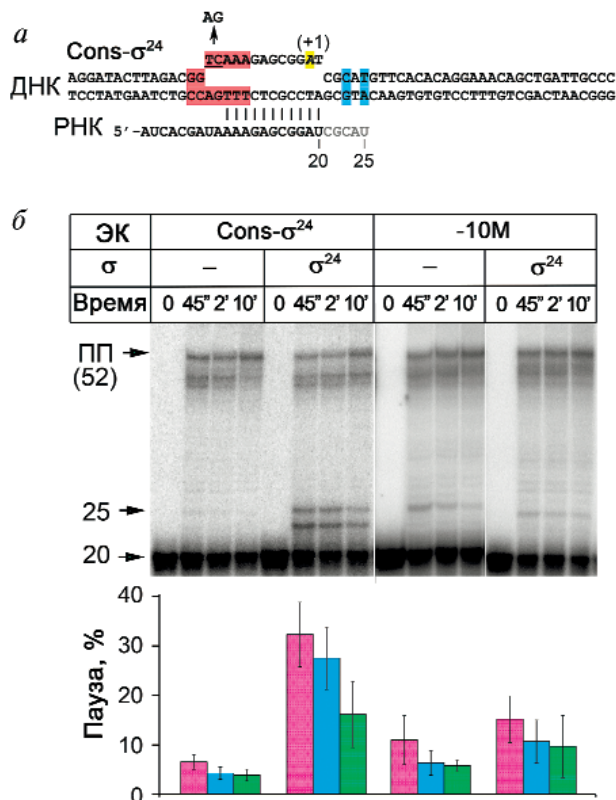 а
AG
(+1)
Cons-σ²⁴ TCAAAGAGCGGAT
ДНК
AGGATACTTAGACGG CGCATGTTCACACAGGAAACAGCTGATTGCCC
TCCTATGAATCTGCCAGTTTCTCGCCTAGCGTACAAGTGTGTCCTTTGTCGACTAACGGG
РНК 5'-AUCACGAUAAAAGAGCGGAUCGCAU
20 25
б
ЭК Cons-σ²⁴ -10M
σ – σ²⁴ – σ²⁴
Время 0 45" 2' 10' 0 45" 2' 10' 0 45" 2' 10' 0 45" 2' 10'
ПП
(52)
25
20
Пауза, %
40
30
20
10
0